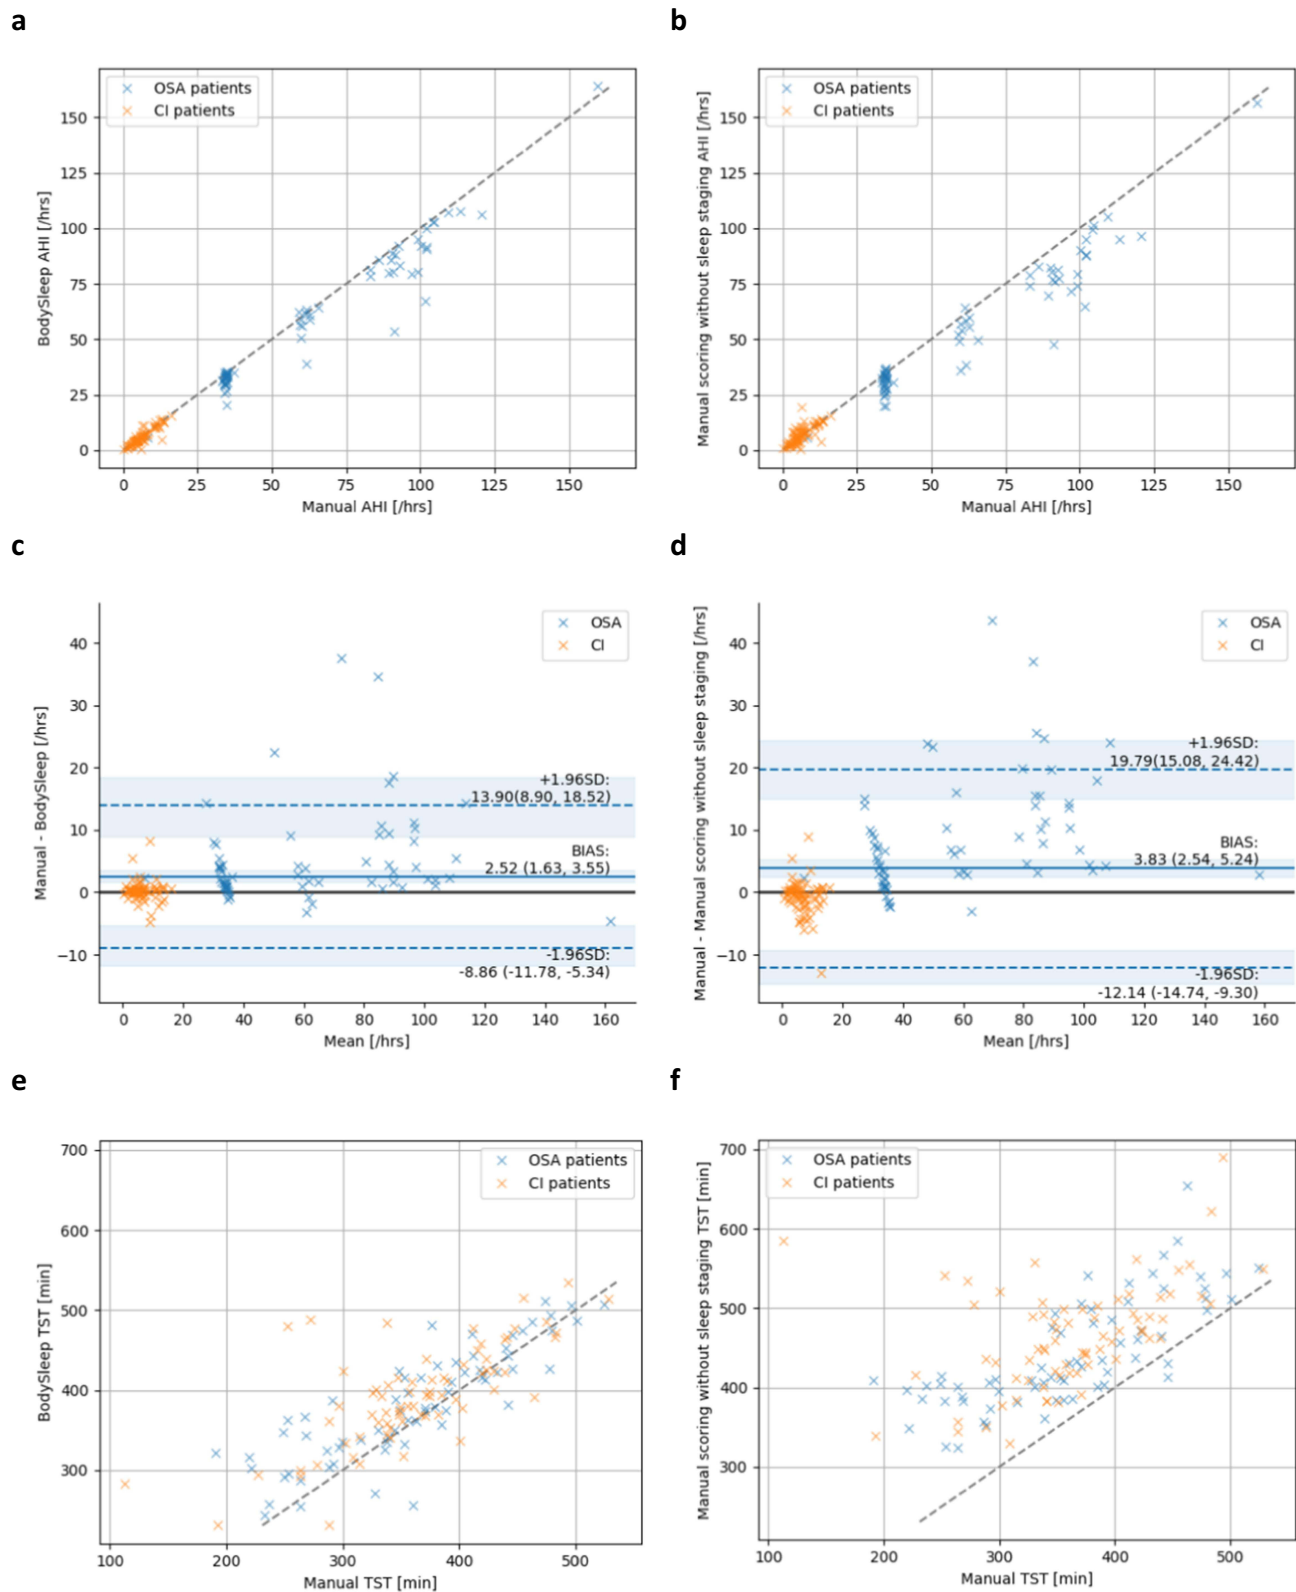 a
OSA patients
CI patients
150
125
100
75
50
25
0
BodySleep AHI [/hrs]
0 25 50 75 100 125 150
Manual AHI [/hrs]
b
OSA patients
CI patients
150
125
100
75
50
25
0
Manual scoring without sleep staging AHI [/hrs]
0 25 50 75 100 125 150
Manual AHI [/hrs]
c
OSA
CI
40
30
20
10
0
−10
Manual - BodySleep [/hrs]
+1.96SD:
13.90(8.90, 18.52)
BIAS:
2.52 (1.63, 3.55)
-1.96SD:
-8.86 (-11.78, -5.34)
0 20 40 60 80 100 120 140 160
Mean [/hrs]
d
OSA
CI
40
30
20
10
0
−10
Manual - Manual scoring without sleep staging [/hrs]
+1.96SD:
19.79(15.08, 24.42)
BIAS:
3.83 (2.54, 5.24)
-1.96SD:
-12.14 (-14.74, -9.30)
0 20 40 60 80 100 120 140 160
Mean [/hrs]
e
OSA patients
CI patients
700
600
500
400
300
BodySleep TST [min]
100 200 300 400 500
Manual TST [min]
f
OSA patients
CI patients
700
600
500
400
300
Manual scoring without sleep staging TST [min]
100 200 300 400 500
Manual TST [min]